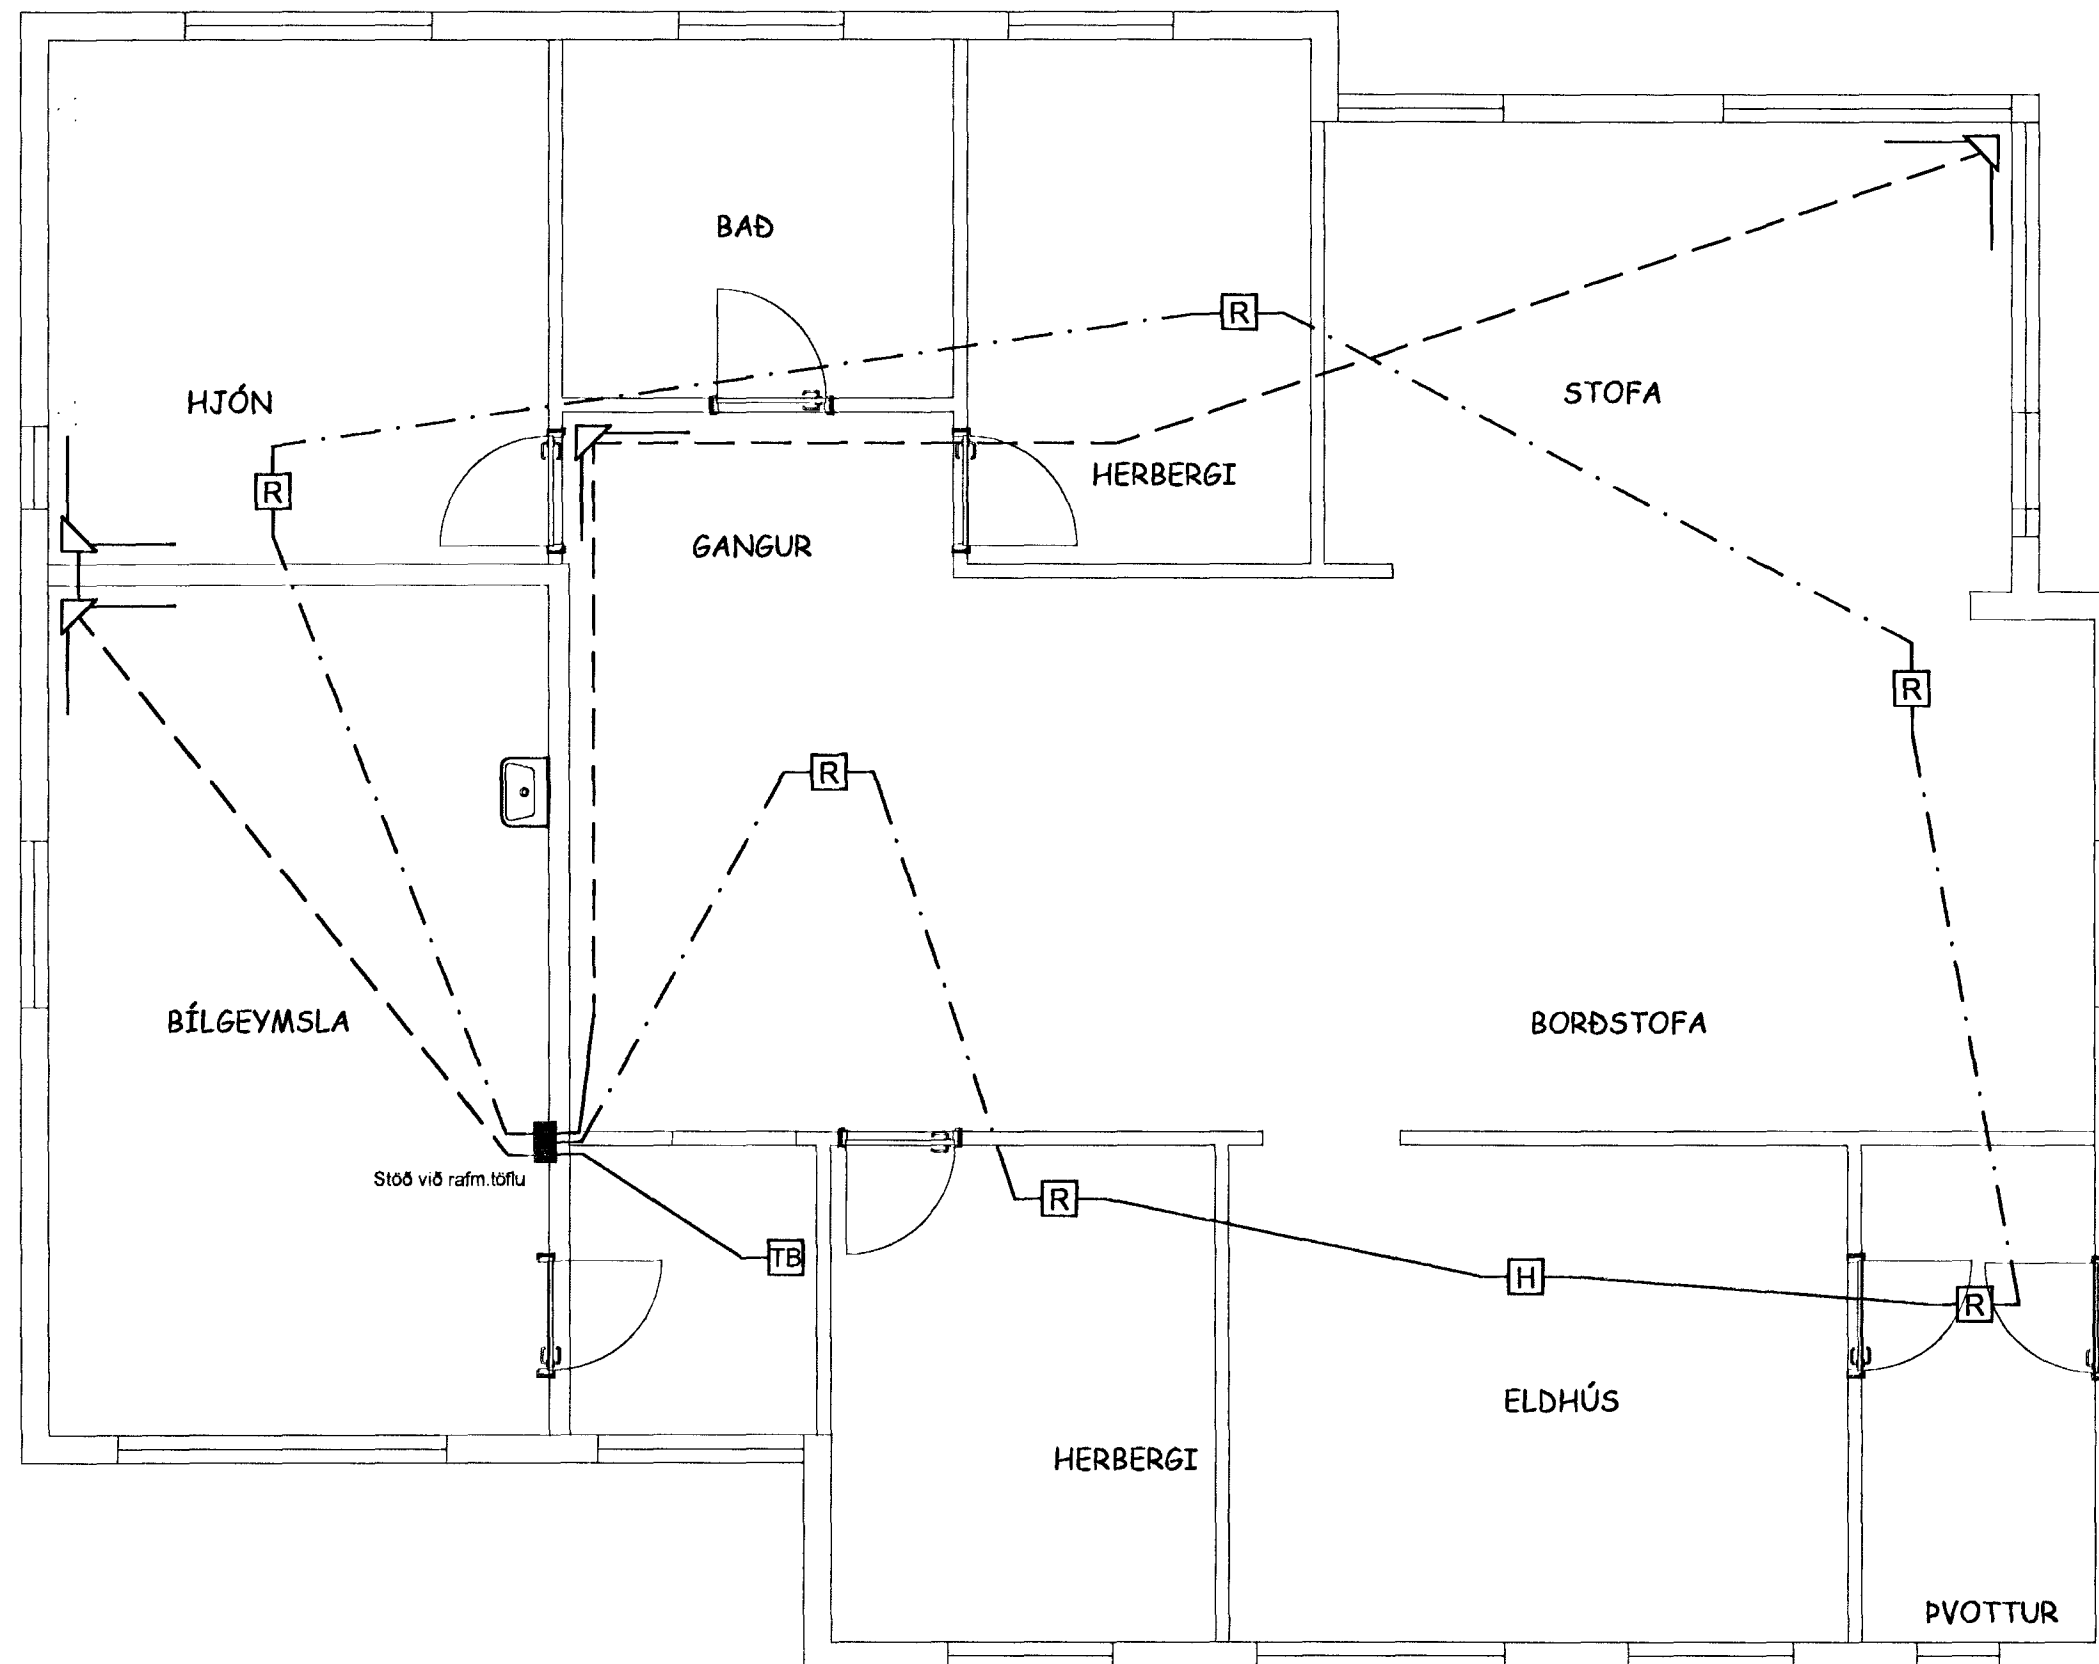 BAÐ
R
HJÓN
STOFA
R
HERBERGI
GANGUR
R
R
BÍLGEYMSLA
BORÐSTOFA
Stöð við rafm.töflu
R
TB
H
R
ELDHÚS
HERBERGI
ÞVOTTUR